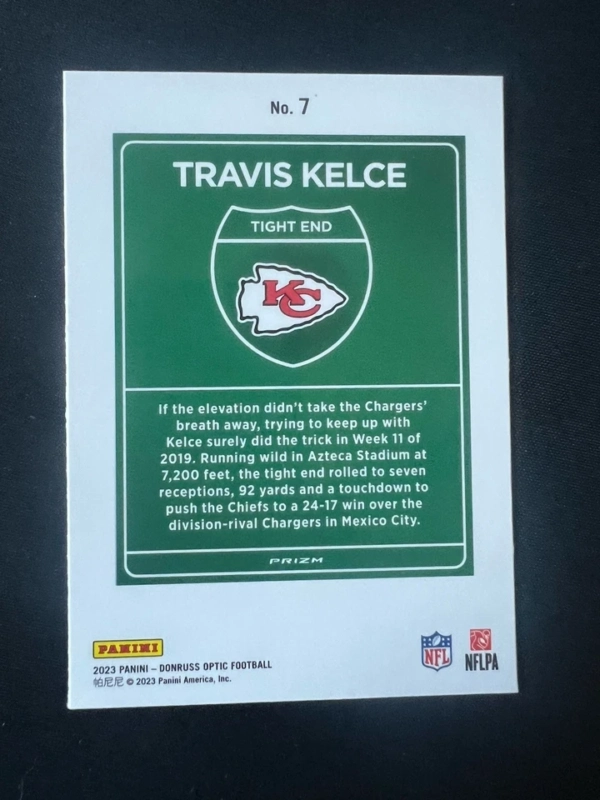 No. 7
TRAVIS KELCE
TIGHT END
KC
If the elevation didn't take the Chargers'
breath away, trying to keep up with
Kelce surely did the trick in Week 11 of
2019. Running wild in Azteca Stadium at
7,200 feet, the tight end rolled to seven
receptions, 92 yards and a touchdown to
push the Chiefs to a 24-17 win over the
division-rival Chargers in Mexico City.
PRIZM
PANINI
2023 PANINI – DONRUSS OPTIC FOOTBALL
帕尼尼 © 2023 Panini America, Inc.
NFL
NFLPA